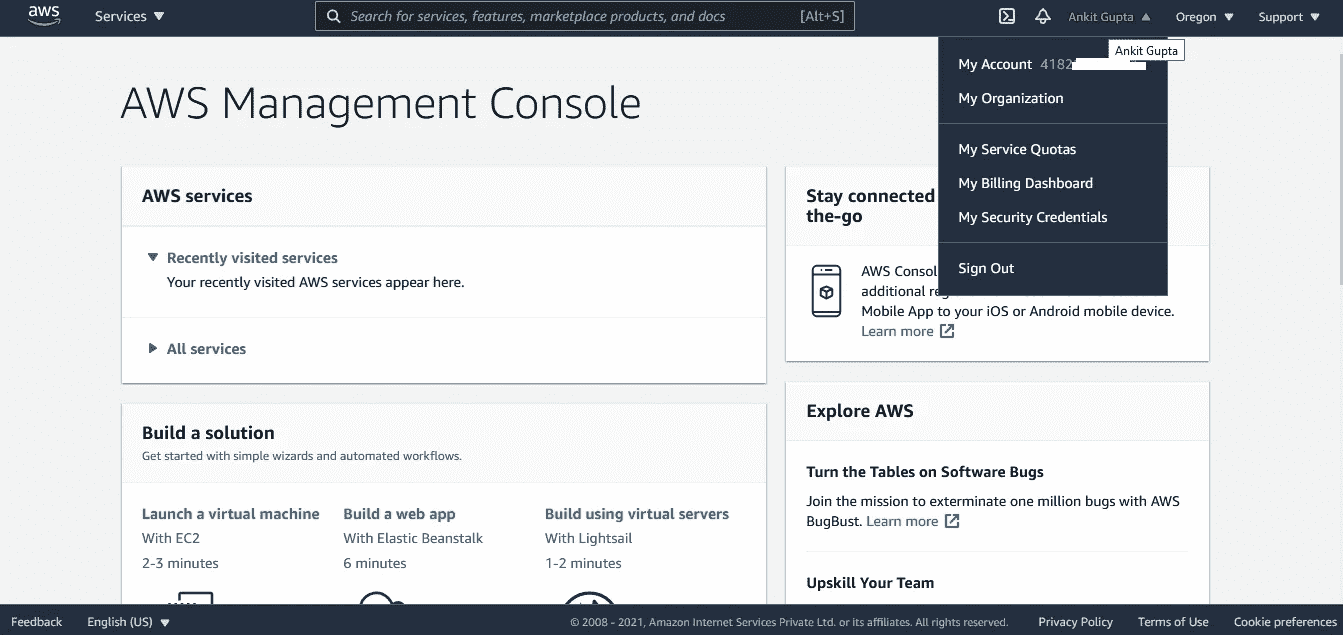 aws Services Search for services, features, marketplace products, and docs [Alt+S] Ankit Gupta Oregon Support
Ankit Gupta
My Account 4182
My Organization
My Service Quotas
My Billing Dashboard
My Security Credentials
Sign Out
AWS Management Console
AWS services
Recently visited services
Your recently visited AWS services appear here.
All services
Build a solution
Get started with simple wizards and automated workflows.
Launch a virtual machine
With EC2
2-3 minutes
Build a web app
With Elastic Beanstalk
6 minutes
Build using virtual servers
With Lightsail
1-2 minutes
Stay connected
the-go
AWS Consol
additional
Mobile App to your iOS or Android mobile device.
Learn more
Explore AWS
Turn the Tables on Software Bugs
Join the mission to exterminate one million bugs with AWS
BugBust. Learn more
Upskill Your Team
Feedback English (US) © 2008 - 2021, Amazon Internet Services Private Ltd. or its affiliates. All rights reserved. Privacy Policy Terms of Use Cookie preferences